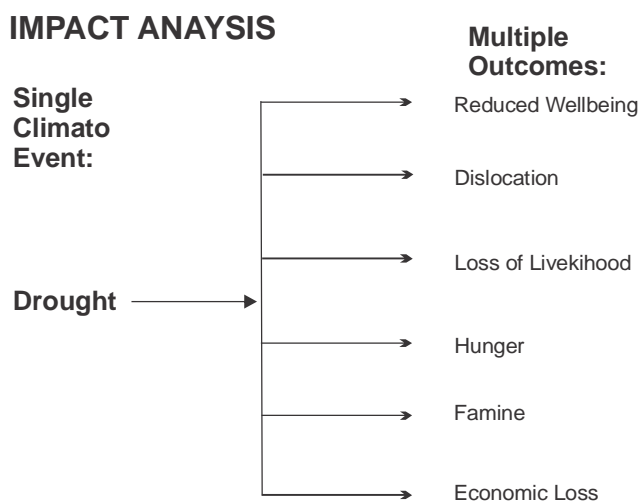 IMPACT ANAYSIS
Single
Climato
Event:
Drought
Multiple
Outcomes:
Reduced Wellbeing
Dislocation
Loss of Livekihood
Hunger
Famine
Economic Loss